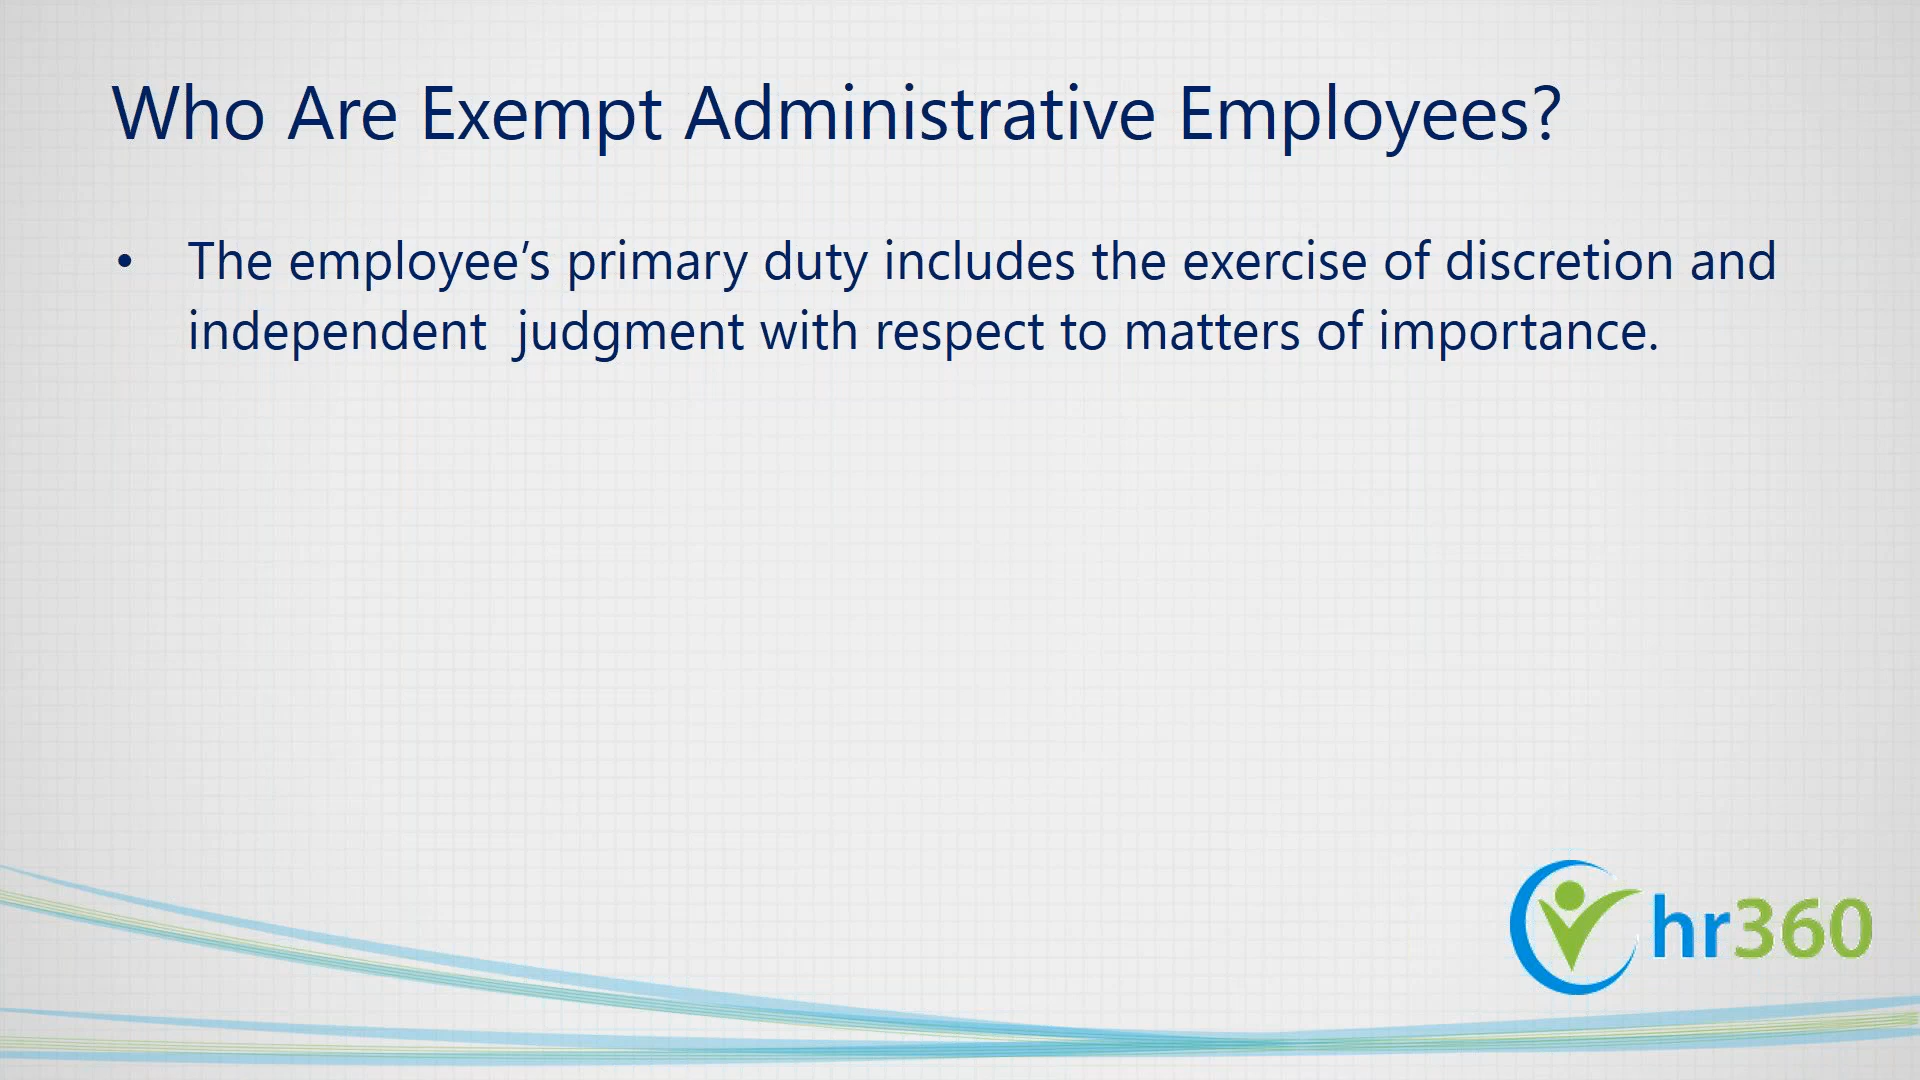 Who Are Exempt Administrative Employees?
• The employee’s primary duty includes the exercise of discretion and
independent  judgment with respect to matters of importance.
hr360